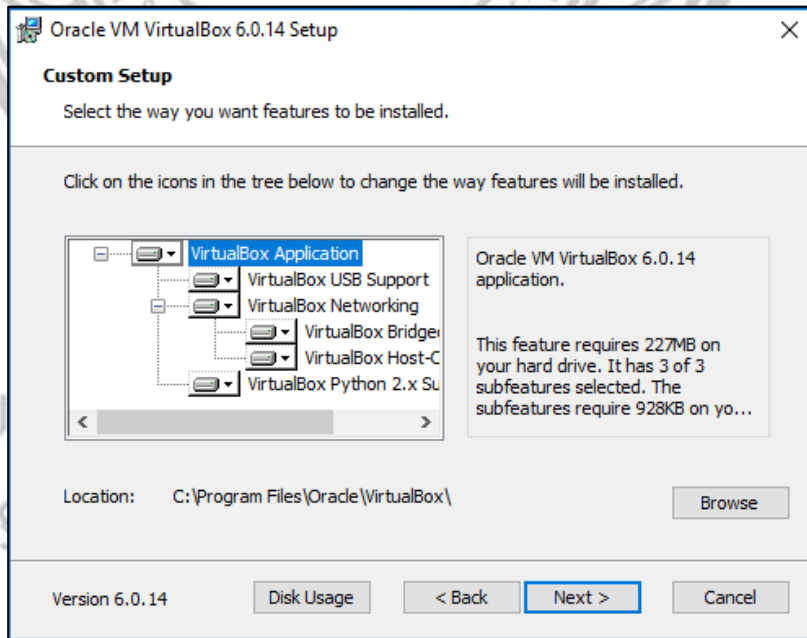 Oracle VM VirtualBox 6.0.14 Setup
Custom Setup
Select the way you want features to be installed.
Click on the icons in the tree below to change the way features will be installed.
VirtualBox Application
VirtualBox USB Support
VirtualBox Networking
VirtualBox Bridge
VirtualBox Host-
VirtualBox Python 2.x Su
Oracle VM VirtualBox 6.0.14
application.
This feature requires 227MB on
your hard drive. It has 3 of 3
subfeatures selected. The
subfeatures require 928KB on yo...
Location: C:\Program Files\Oracle\VirtualBox\
Browse
Version 6.0.14
Disk Usage
< Back
Next >
Cancel